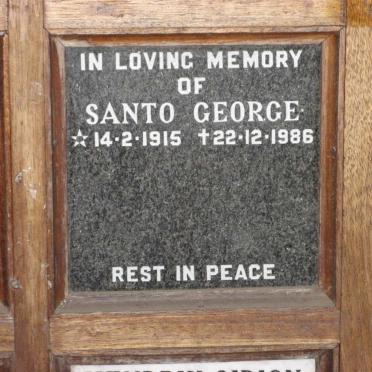 IN LOVING MEMORY
OF
SANTO GEORGE
☆14·2·1915 ✝22·12·1986
REST IN PEACE